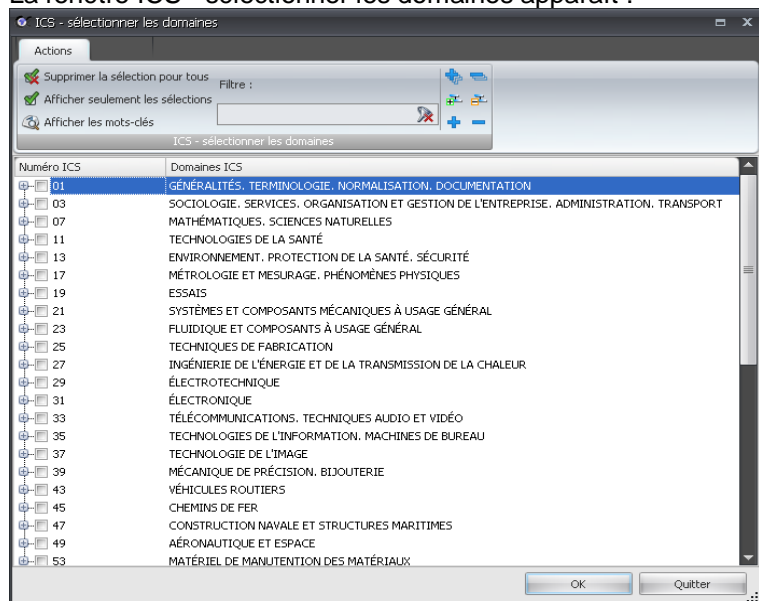 La fenêtre ICS - sélectionner les domaines apparaît :
ICS - sélectionner les domaines
Actions
Supprimer la sélection pour tous
Filtre :
Afficher seulement les sélections
Afficher les mots-clés
ICS - sélectionner les domaines
Numéro ICS Domaines ICS
01 GÉNÉRALITÉS. TERMINOLOGIE. NORMALISATION. DOCUMENTATION
03 SOCIOLOGIE. SERVICES. ORGANISATION ET GESTION DE L'ENTREPRISE. ADMINISTRATION. TRANSPORT
07 MATHÉMATIQUES. SCIENCES NATURELLES
11 TECHNOLOGIES DE LA SANTÉ
13 ENVIRONNEMENT. PROTECTION DE LA SANTÉ. SÉCURITÉ
17 MÉTROLOGIE ET MESURAGE. PHÉNOMÈNES PHYSIQUES
19 ESSAIS
21 SYSTÈMES ET COMPOSANTS MÉCANIQUES À USAGE GÉNÉRAL
23 FLUIDIQUE ET COMPOSANTS À USAGE GÉNÉRAL
25 TECHNIQUES DE FABRICATION
27 INGÉNIERIE DE L'ÉNERGIE ET DE LA TRANSMISSION DE LA CHALEUR
29 ÉLECTROTECHNIQUE
31 ÉLECTRONIQUE
33 TÉLÉCOMMUNICATIONS. TECHNIQUES AUDIO ET VIDÉO
35 TECHNOLOGIES DE L'INFORMATION. MACHINES DE BUREAU
37 TECHNOLOGIE DE L'IMAGE
39 MÉCANIQUE DE PRÉCISION. BIJOUTERIE
43 VÉHICULES ROUTIERS
45 CHEMINS DE FER
47 CONSTRUCTION NAVALE ET STRUCTURES MARITIMES
49 AÉRONAUTIQUE ET ESPACE
53 MATÉRIEL DE MANUTENTION DES MATÉRIAUX
OK Quitter